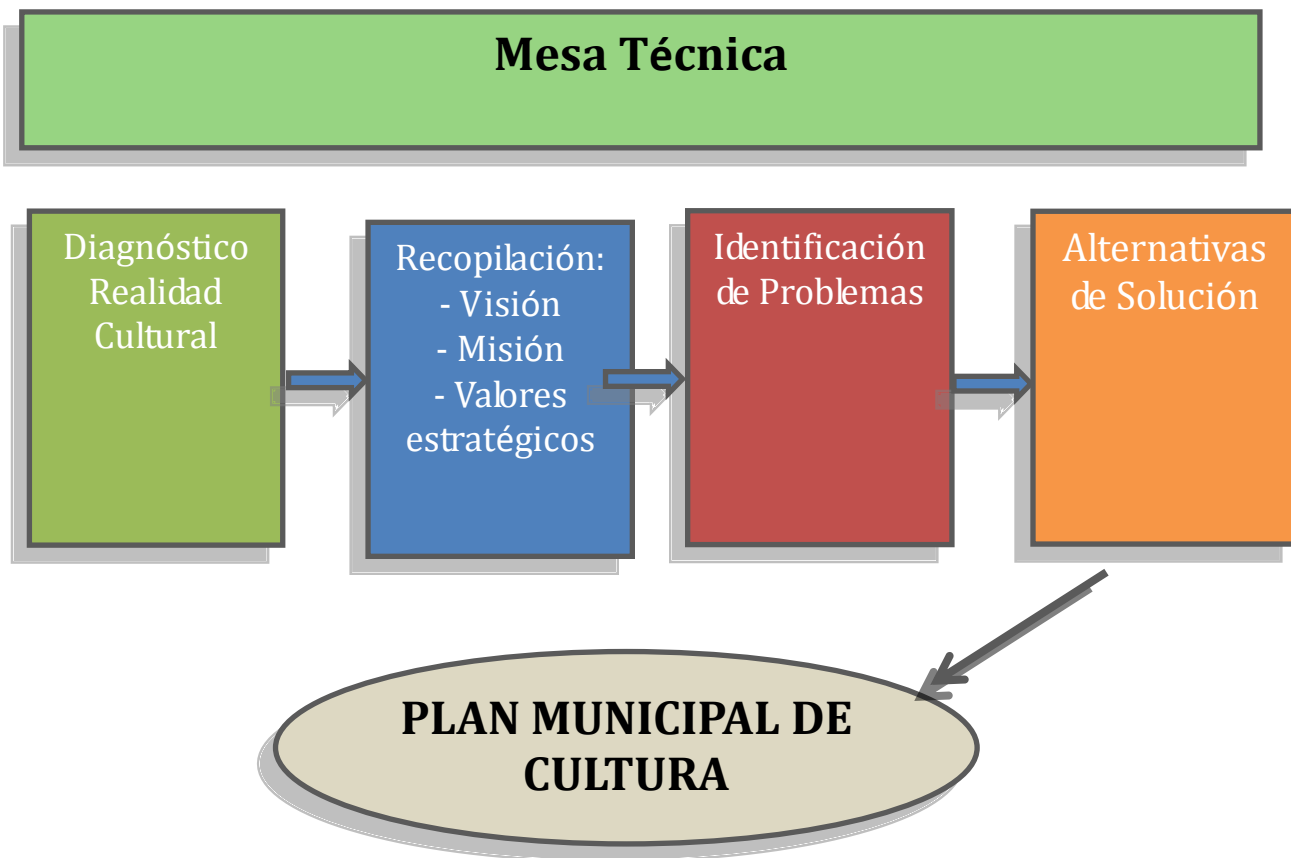 Mesa Técnica
Diagnóstico
Realidad
Cultural
Recopilación:
- Visión
- Misión
- Valores
estratégicos
Identificación
de Problemas
Alternativas
de Solución
PLAN MUNICIPAL DE
CULTURA